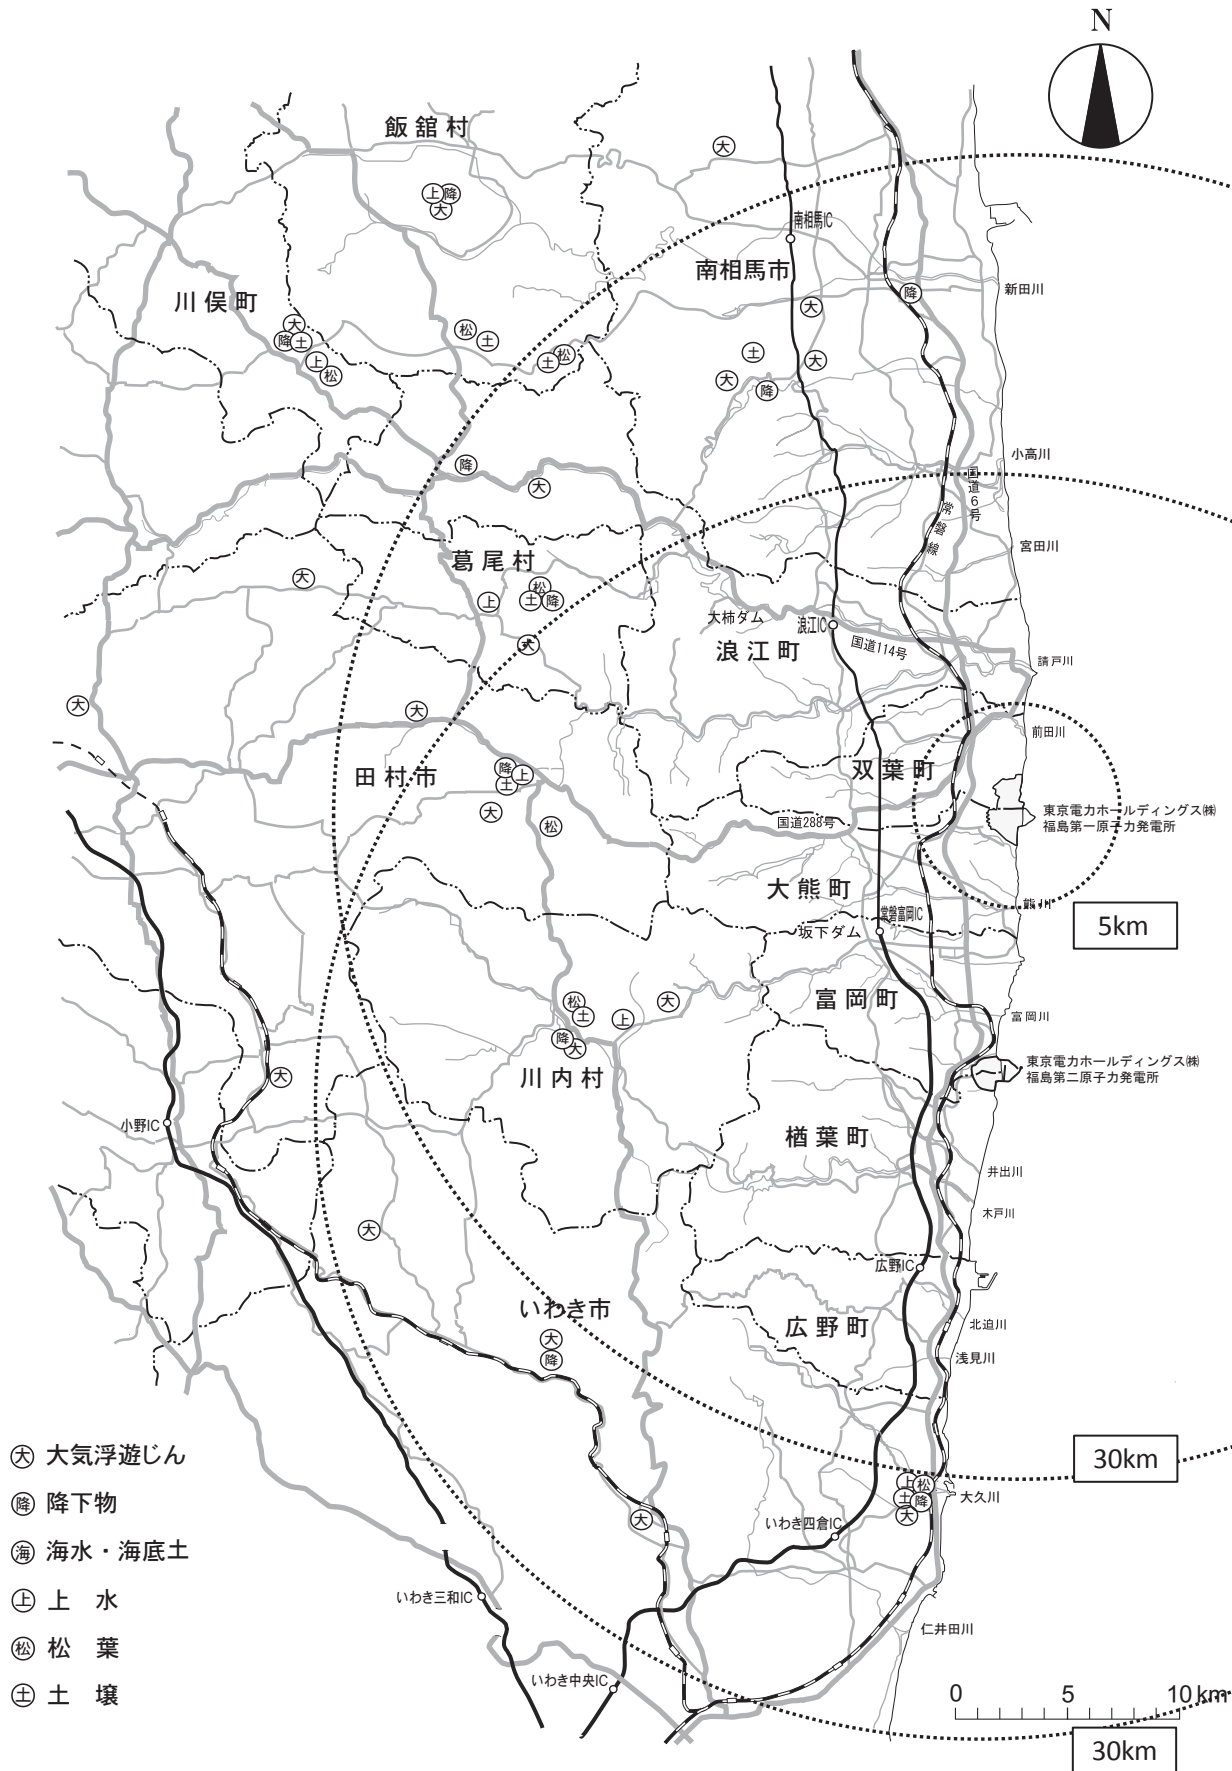 N
飯舘村
大
上 降
大
南相馬IC
南相馬市
新田川
降
川俣町
大
大
降 土
上
松
松
土
土 松
土
大
大
降
小高川
国道6号
常磐線
降
大
宮田川
葛尾村
大
松
上
土 降
大
大柿ダム
浪江IC
浪江町
国道114号
請戸川
大
大
前田川
田村市
降
上
土
双葉町
大
松
国道288号
東京電力ホールディングス㈱
福島第一原子力発電所
大熊町
熊川
常磐富岡IC
坂下ダム
5km
富岡町
松
土
上
大
富岡川
降
大
川内村
東京電力ホールディングス㈱
福島第二原子力発電所
大
小野IC
楢葉町
井出川
木戸川
大
広野IC
いわき市
広野町
北迫川
大
降
浅見川
大 大気浮遊じん
降 降下物
海 海水・海底土
上 上 水
松 松 葉
土 土 壌
30km
上 松
土 降
大
大久川
大
いわき四倉IC
いわき三和IC
仁井田川
いわき中央IC
0 5 10 km
30km